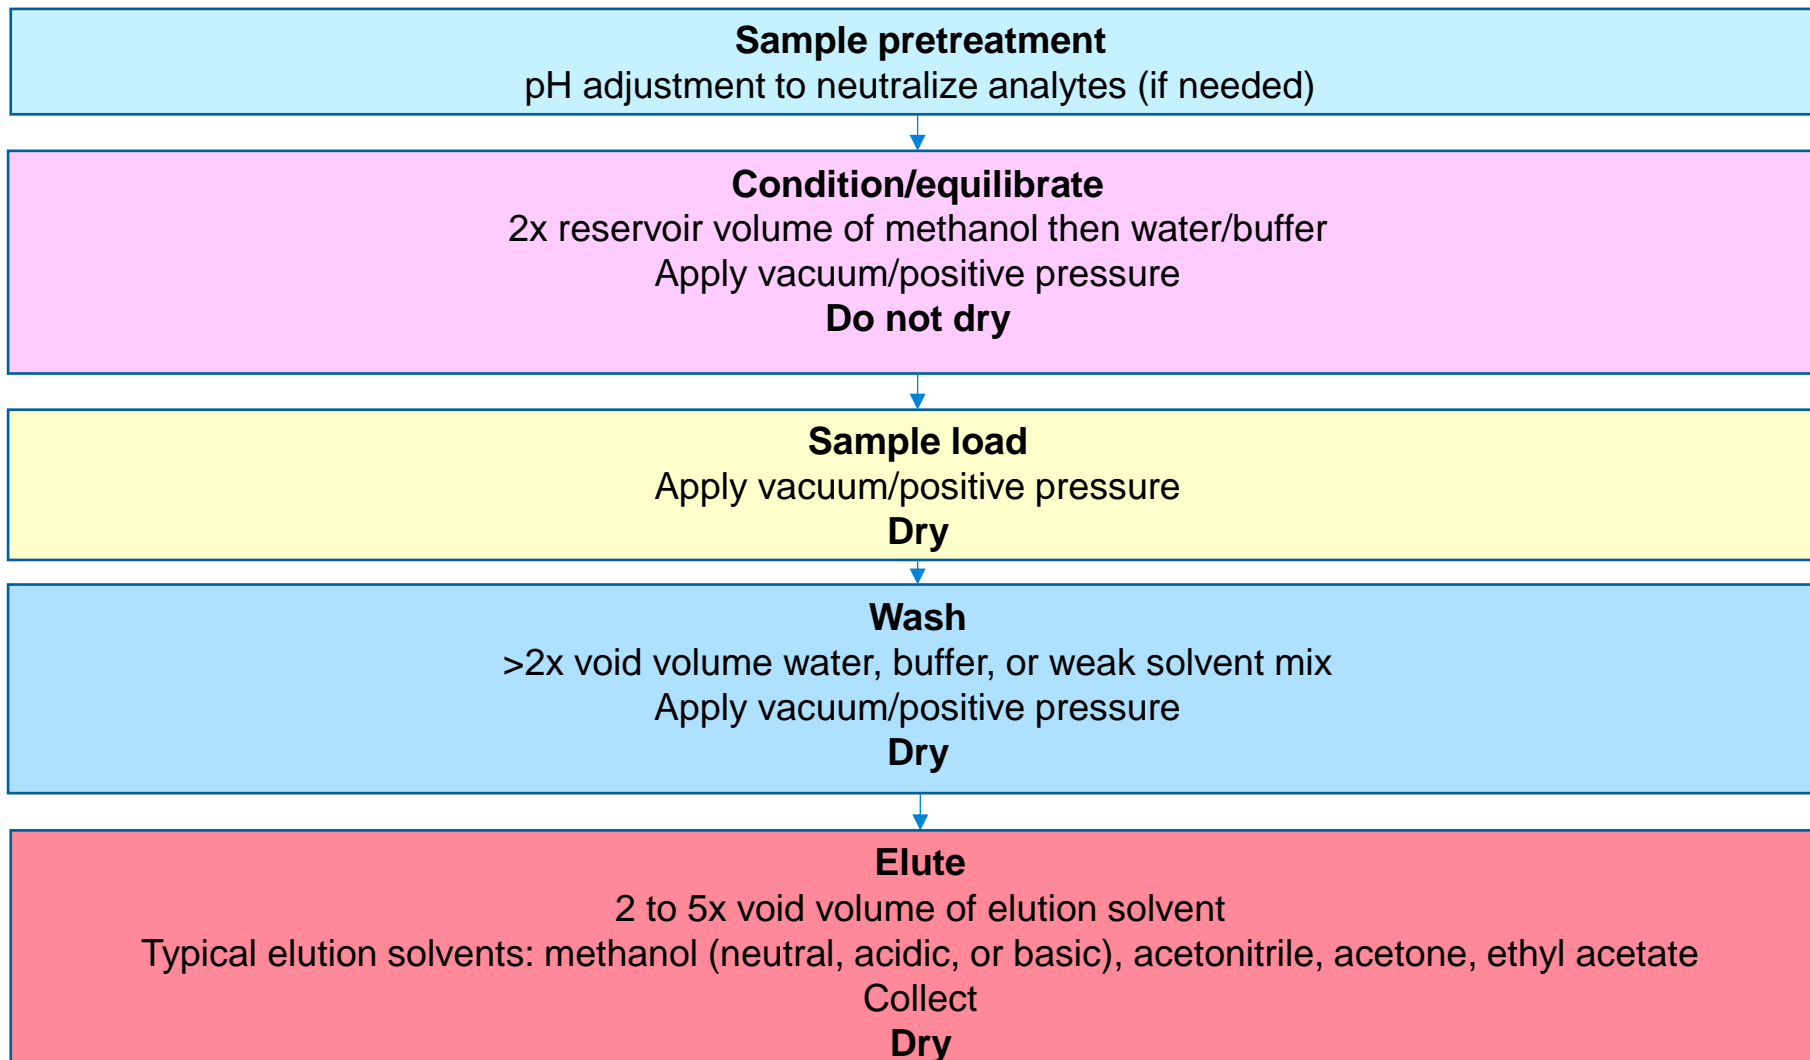 Sample pretreatment
pH adjustment to neutralize analytes (if needed)
Condition/equilibrate
2x reservoir volume of methanol then water/buffer
Apply vacuum/positive pressure
Do not dry
Sample load
Apply vacuum/positive pressure
Dry
Wash
>2x void volume water, buffer, or weak solvent mix
Apply vacuum/positive pressure
Dry
Elute
2 to 5x void volume of elution solvent
Typical elution solvents: methanol (neutral, acidic, or basic), acetonitrile, acetone, ethyl acetate
Collect
Dry